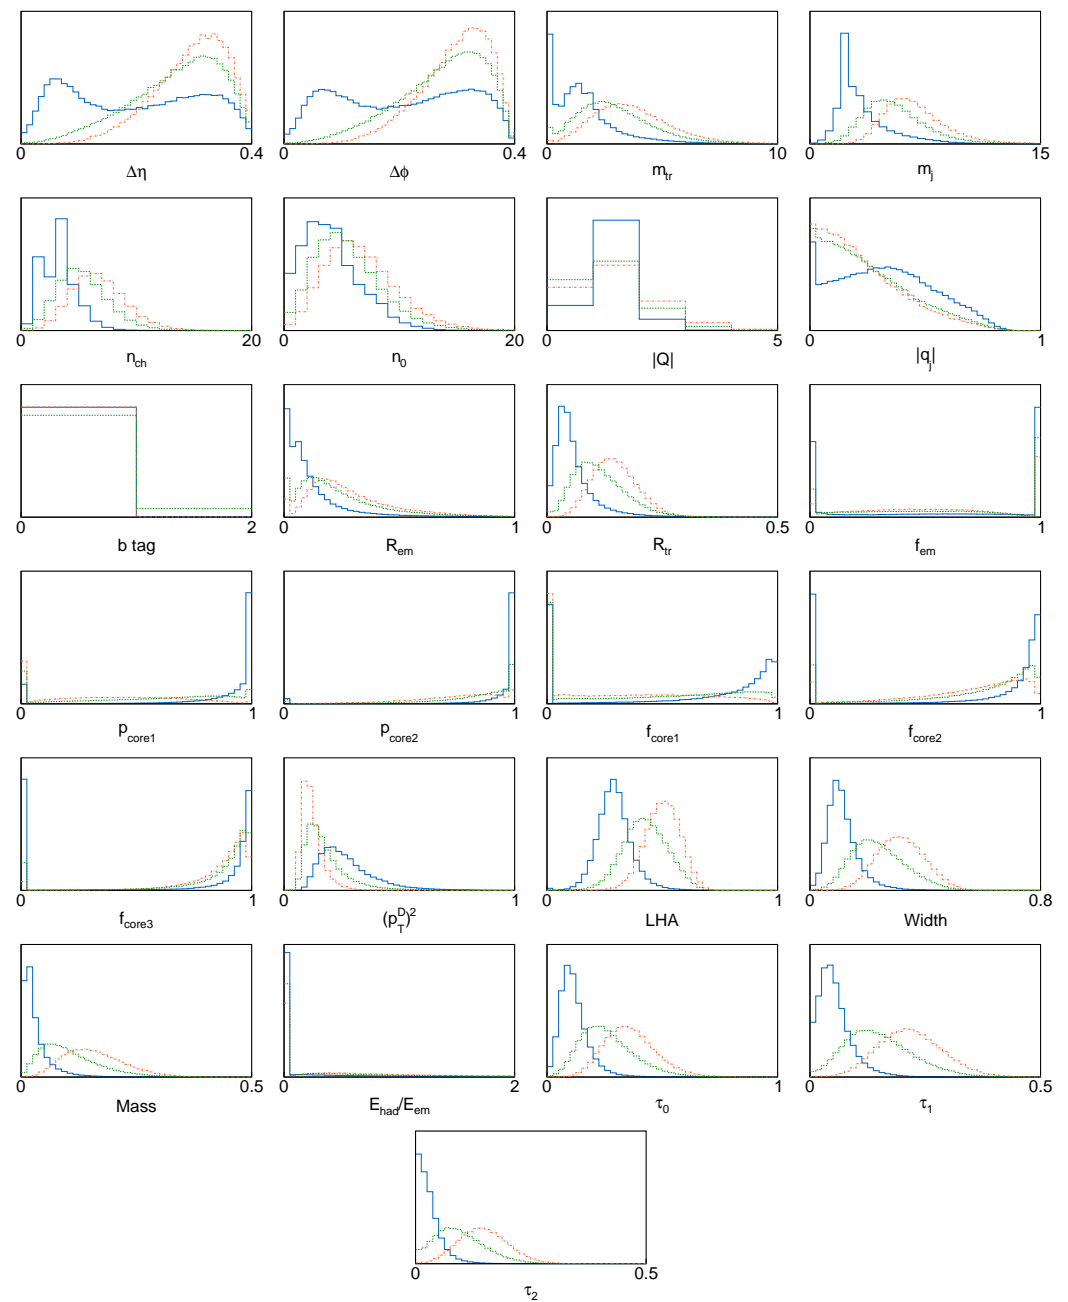 0 0.4 0 0.4 0 10 0 15
Δη Δϕ m_tr m_j
0 20 0 20 0 5 0 1
n_ch n_0 |Q| |q_j|
0 2 0 1 0 0.5 0 1
b tag R_em R_tr f_em
0 1 0 1 0 1 0 1
p_core1 p_core2 f_core1 f_core2
0 1 0 1 0 1 0 0.8
f_core3 (p_T^D)^2 LHA Width
0 0.5 0 2 0 1 0 0.5
Mass E_had/E_em τ_0 τ_1
0 0.5
τ_2